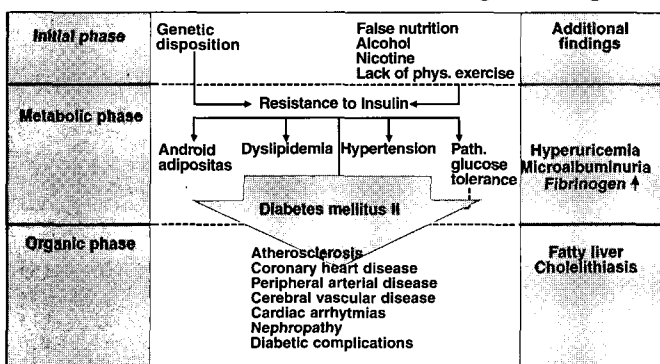 Initial phase
Genetic
disposition
False nutrition
Alcohol
Nicotine
Lack of phys. exercise
Additional
findings
Metabolic phase
Resistance to Insulin
Android
adipositas
Dyslipidemia
Hypertension
Path.
glucose
tolerance
Hyperuricemia
Microalbuminuria
Fibrinogen ↑
Diabetes mellitus II
Organic phase
Atherosclerosis
Coronary heart disease
Peripheral arterial disease
Cerebral vascular disease
Cardiac arrhytmias
Nephropathy
Diabetic complications
Fatty liver
Cholelithiasis